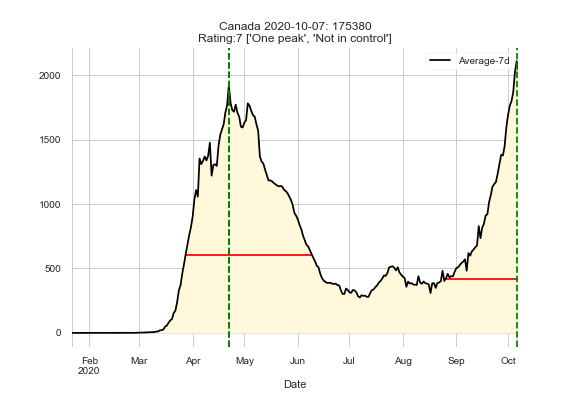 Canada 2020-10-07: 175380
Rating:7 ['One peak', 'Not in control']
Average-7d
2000
1500
1000
500
0
Feb Mar Apr May Jun Jul Aug Sep Oct
2020
Date